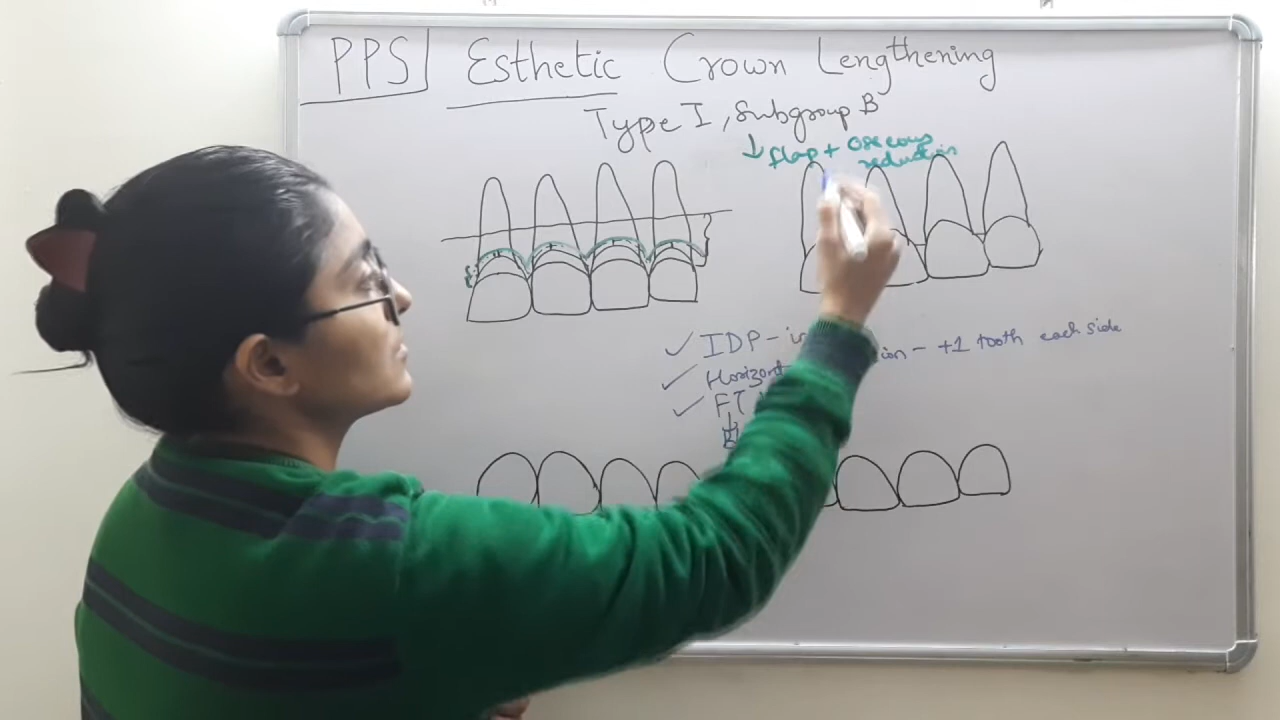 PPS Esthetic Crown Lengthening
Type I, Subgroup B
↓ flap + osseous
reduction
✓ IDP - in ion - +1 tooth each side
✓ Horizont
✓ FT